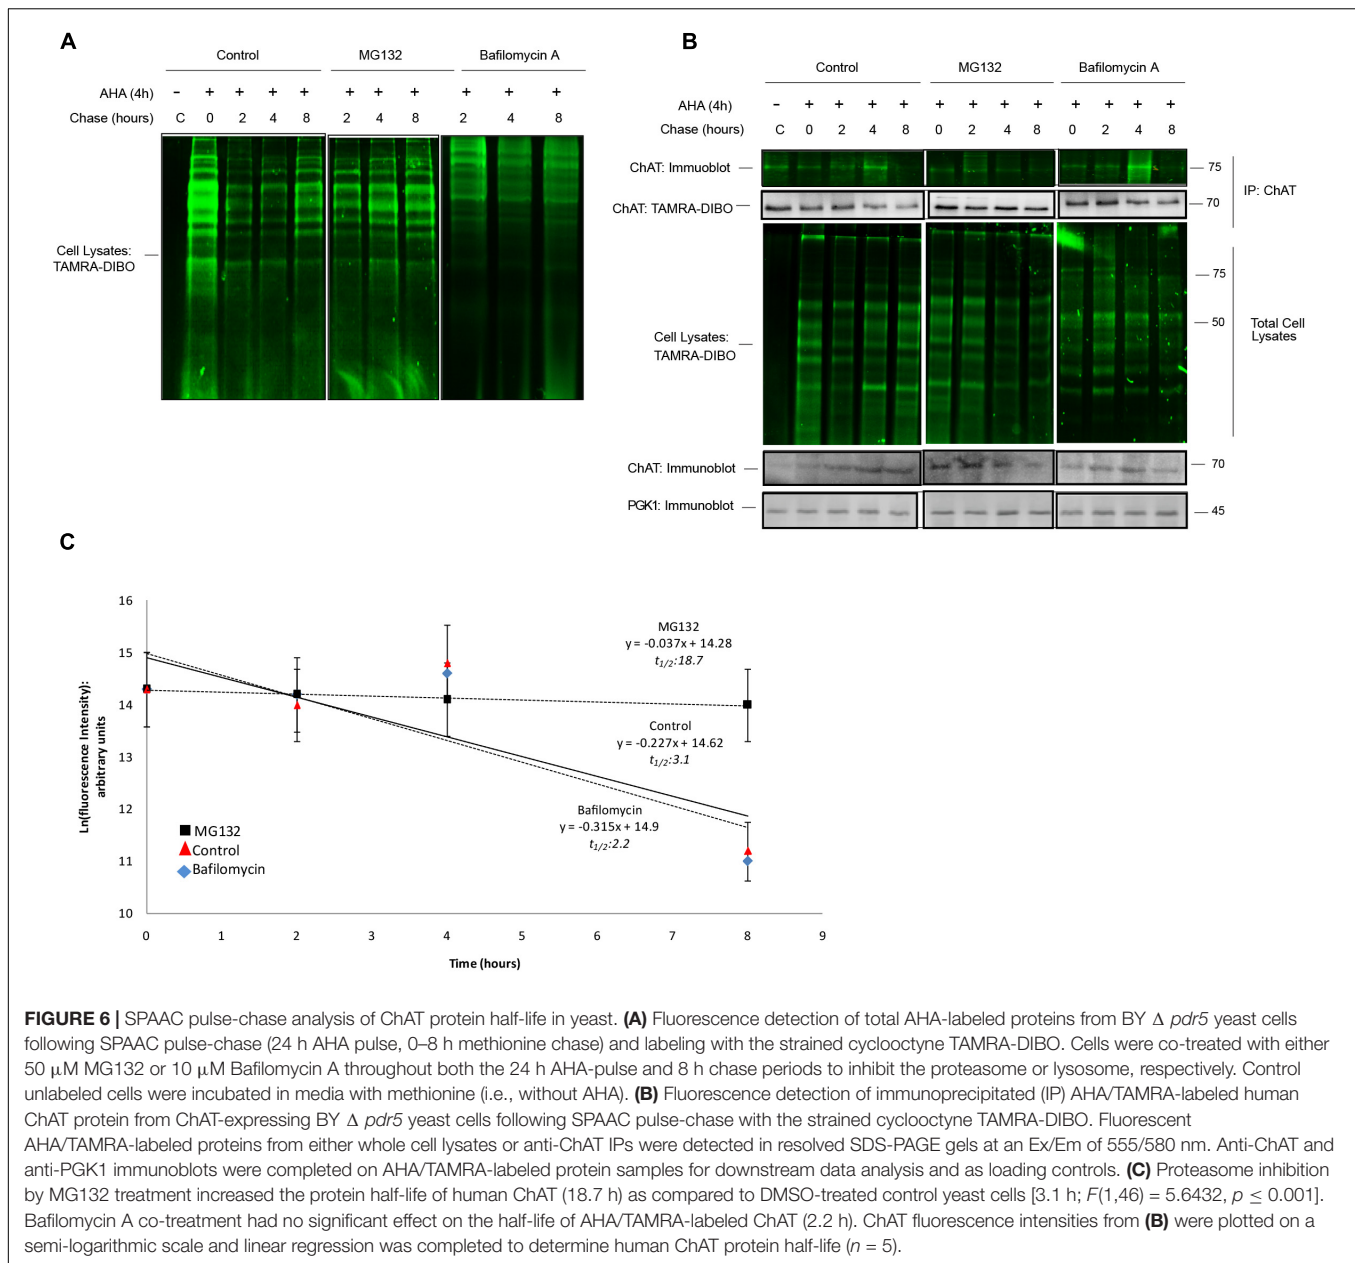 A
Control
MG132
Bafilomycin A
AHA (4h) − + + + + + + + + + +
Chase (hours) C 0 2 4 8 2 4 8 2 4 8
Cell Lysates:
TAMRA-DIBO
B
Control
MG132
Bafilomycin A
AHA (4h) − + + + + + + + + + + + +
Chase (hours) C 0 2 4 8 0 2 4 8 0 2 4 8
ChAT: Immuoblot
75
IP: ChAT
ChAT: TAMRA-DIBO
70
75
50
Total Cell
Lysates
Cell Lysates:
TAMRA-DIBO
ChAT: Immunoblot
70
PGK1: Immunoblot
45
C
Ln(fluorescence Intensity):
arbitrary units
16
15
14
13
12
11
10
MG132
y = -0.037x + 14.28
t1/2:18.7
Control
y = -0.227x + 14.62
t1/2:3.1
Bafilomycin
y = -0.315x + 14.9
t1/2:2.2
MG132
Control
Bafilomycin
0 1 2 3 4 5 6 7 8 9
Time (hours)
FIGURE 6 | SPAAC pulse-chase analysis of ChAT protein half-life in yeast. (A) Fluorescence detection of total AHA-labeled proteins from BY Δ pdr5 yeast cells
following SPAAC pulse-chase (24 h AHA pulse, 0–8 h methionine chase) and labeling with the strained cyclooctyne TAMRA-DIBO. Cells were co-treated with either
50 μM MG132 or 10 μM Bafilomycin A throughout both the 24 h AHA-pulse and 8 h chase periods to inhibit the proteasome or lysosome, respectively. Control
unlabeled cells were incubated in media with methionine (i.e., without AHA). (B) Fluorescence detection of immunoprecipitated (IP) AHA/TAMRA-labeled human
ChAT protein from ChAT-expressing BY Δ pdr5 yeast cells following SPAAC pulse-chase with the strained cyclooctyne TAMRA-DIBO. Fluorescent
AHA/TAMRA-labeled proteins from either whole cell lysates or anti-ChAT IPs were detected in resolved SDS-PAGE gels at an Ex/Em of 555/580 nm. Anti-ChAT and
anti-PGK1 immunoblots were completed on AHA/TAMRA-labeled protein samples for downstream data analysis and as loading controls. (C) Proteasome inhibition
by MG132 treatment increased the protein half-life of human ChAT (18.7 h) as compared to DMSO-treated control yeast cells [3.1 h; F(1,46) = 5.6432, p ≤ 0.001].
Bafilomycin A co-treatment had no significant effect on the half-life of AHA/TAMRA-labeled ChAT (2.2 h). ChAT fluorescence intensities from (B) were plotted on a
semi-logarithmic scale and linear regression was completed to determine human ChAT protein half-life (n = 5).